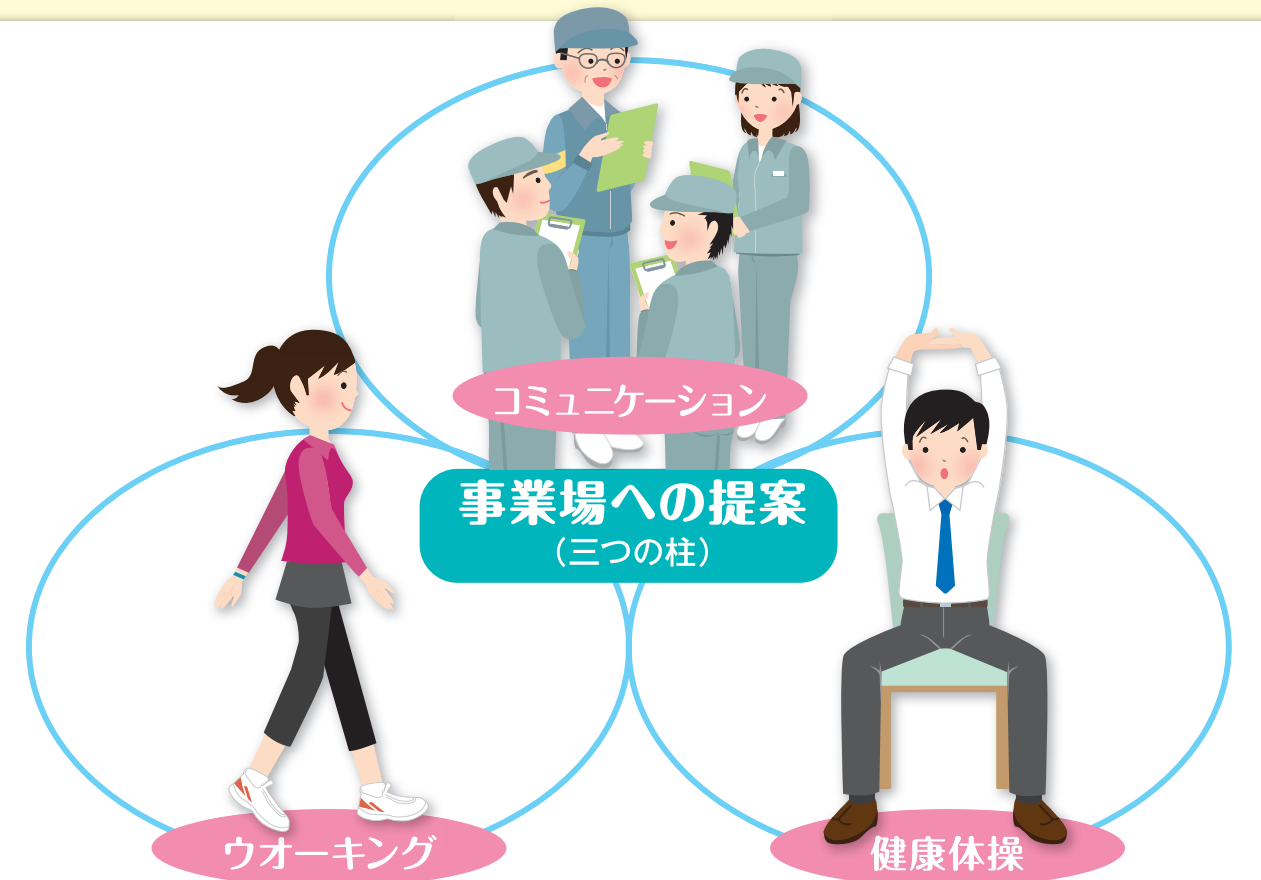 コミュニケーション
事業場への提案
（三つの柱）
ウオーキング
健康体操